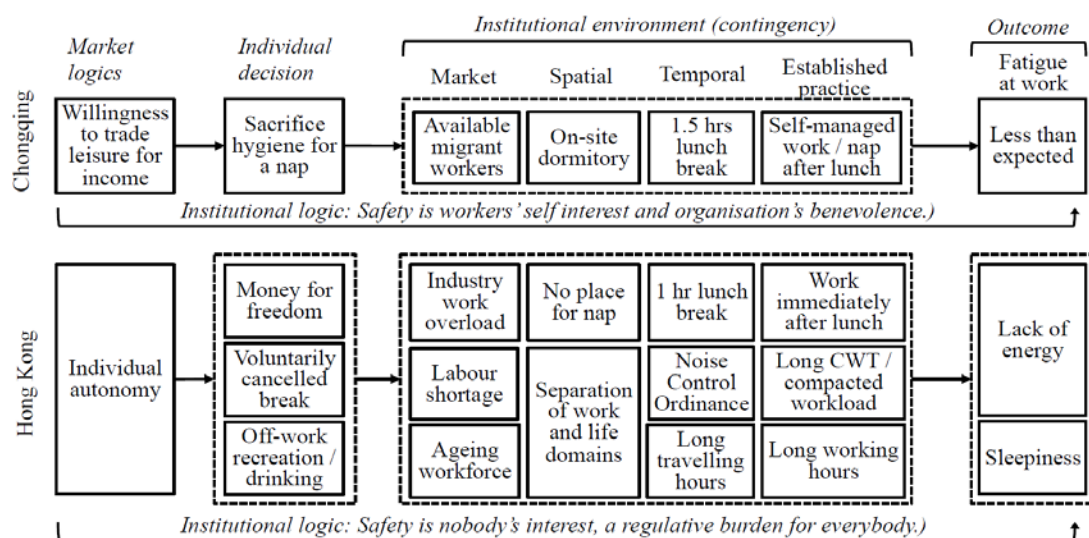 Institutional environment (contingency)
Outcome
Market
logics
Individual
decision
Market
Spatial
Temporal
Established
practice
Fatigue
at work
Chongqing
Willingness
to trade
leisure for
income
Sacrifice
hygiene for
a nap
Available
migrant
workers
On-site
dormitory
1.5 hrs
lunch
break
Self-managed
work / nap
after lunch
Less than
expected
Institutional logic: Safety is workers' self interest and organisation's benevolence.)
Hong Kong
Individual
autonomy
Money for
freedom
Voluntarily
cancelled
break
Off-work
recreation /
drinking
Industry
work
overload
Labour
shortage
Ageing
workforce
No place
for nap
Separation
of work
and life
domains
1 hr lunch
break
Noise
Control
Ordinance
Long
travelling
hours
Work
immediately
after lunch
Long CWT /
compacted
workload
Long working
hours
Lack of
energy
Sleepiness
Institutional logic: Safety is nobody's interest, a regulative burden for everybody.)